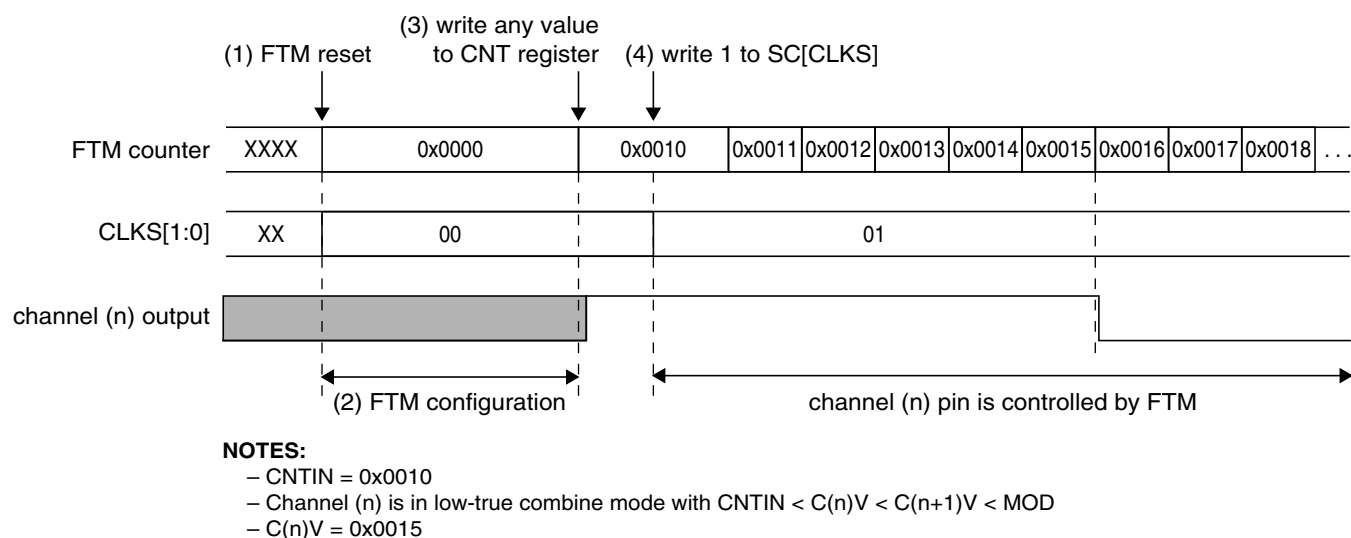 (3) write any value
(1) FTM reset to CNT register (4) write 1 to SC[CLKS]
FTM counter XXXX 0x0000 0x0010 0x0011 0x0012 0x0013 0x0014 0x0015 0x0016 0x0017 0x0018 . . .
CLKS[1:0] XX 00 01
channel (n) output
(2) FTM configuration channel (n) pin is controlled by FTM
NOTES:
– CNTIN = 0x0010
– Channel (n) is in low-true combine mode with CNTIN < C(n)V < C(n+1)V < MOD
– C(n)V = 0x0015